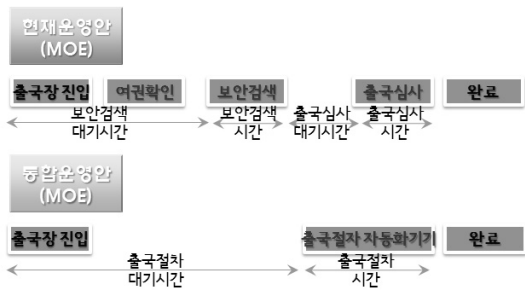 현재운영안
(MOE)
출국장 진입 여권확인 보안검색 출국심사 완료
보안검색 보안검색 출국심사 출국심사
대기시간 시간 대기시간 시간
통합운영안
(MOE)
출국장 진입 출국절차 자동화기기 완료
출국절차 출국절차
대기시간 시간